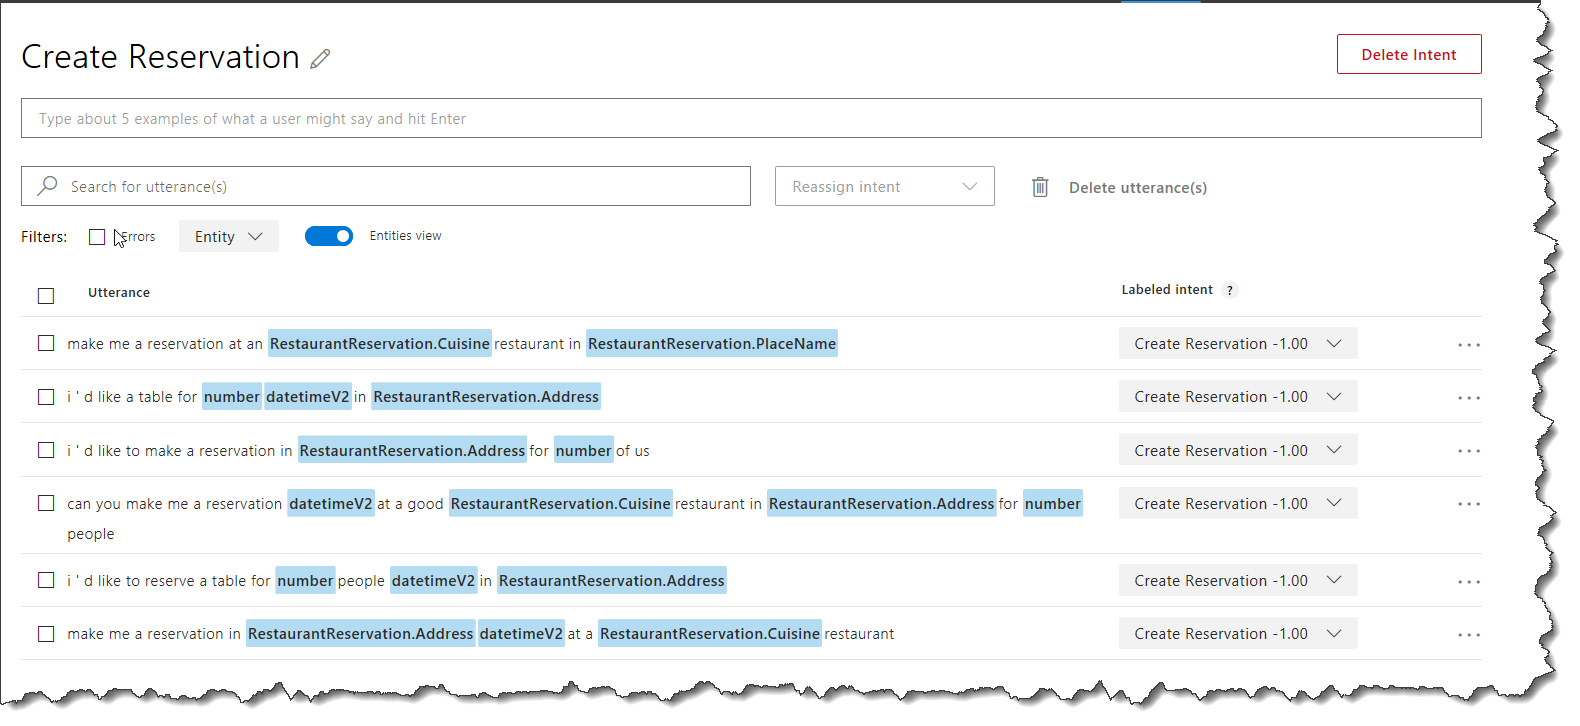 Create Reservation
Delete Intent
Type about 5 examples of what a user might say and hit Enter
Search for utterance(s)
Reassign intent
Delete utterance(s)
Filters:
Errors
Entity
Entities view
Utterance
Labeled intent ?
make me a reservation at an RestaurantReservation.Cuisine restaurant in RestaurantReservation.PlaceName
Create Reservation -1.00
i ' d like a table for number datetimeV2 in RestaurantReservation.Address
Create Reservation -1.00
i ' d like to make a reservation in RestaurantReservation.Address for number of us
Create Reservation -1.00
can you make me a reservation datetimeV2 at a good RestaurantReservation.Cuisine restaurant in RestaurantReservation.Address for number
people
Create Reservation -1.00
i ' d like to reserve a table for number people datetimeV2 in RestaurantReservation.Address
Create Reservation -1.00
make me a reservation in RestaurantReservation.Address datetimeV2 at a RestaurantReservation.Cuisine restaurant
Create Reservation -1.00